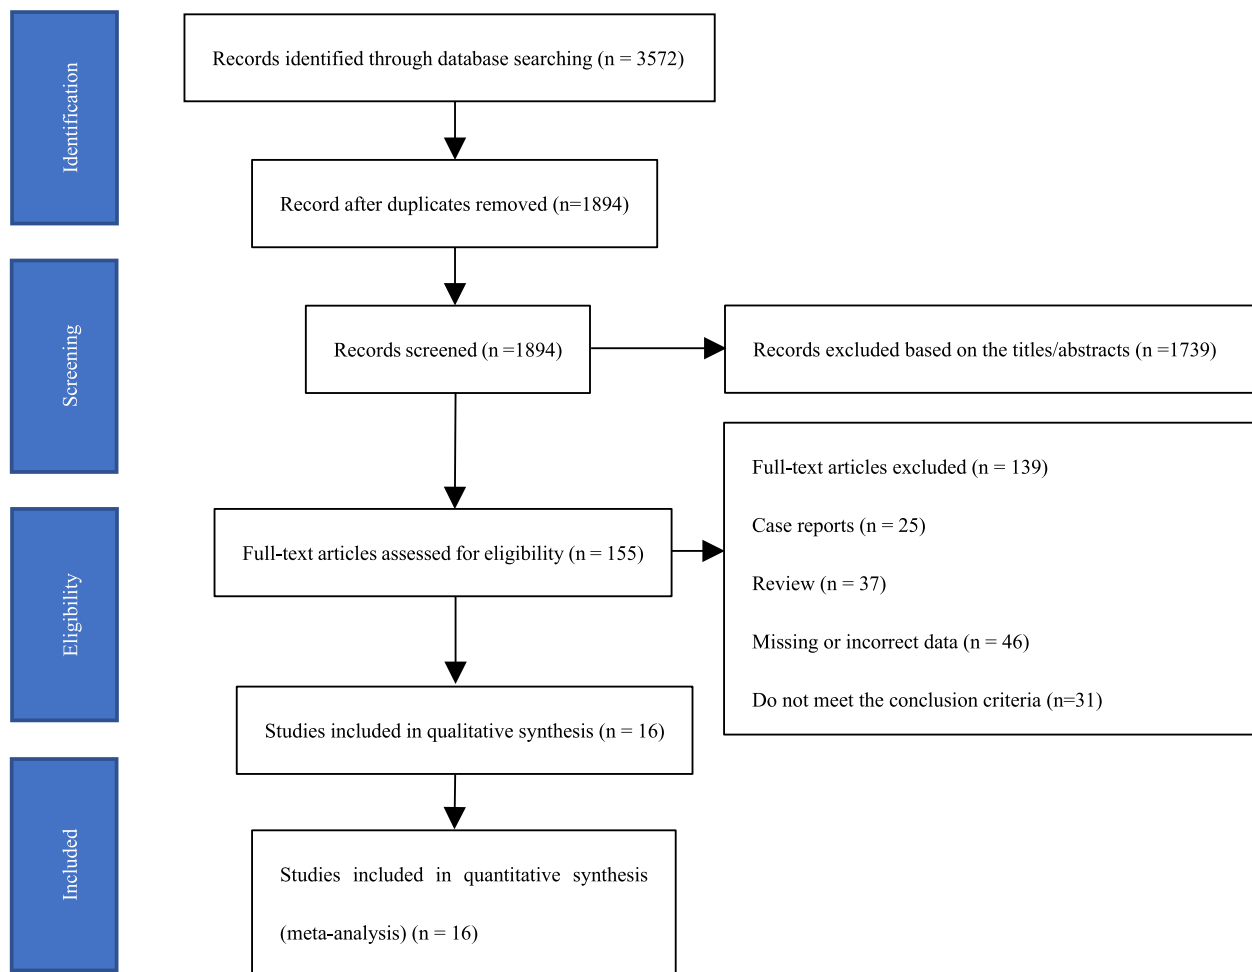 Identification
Records identified through database searching (n = 3572)
Record after duplicates removed (n=1894)
Screening
Records screened (n =1894)
Records excluded based on the titles/abstracts (n =1739)
Eligibility
Full-text articles assessed for eligibility (n = 155)
Full-text articles excluded (n = 139)
Case reports (n = 25)
Review (n = 37)
Missing or incorrect data (n = 46)
Do not meet the conclusion criteria (n=31)
Studies included in qualitative synthesis (n = 16)
Included
Studies included in quantitative synthesis
(meta-analysis) (n = 16)